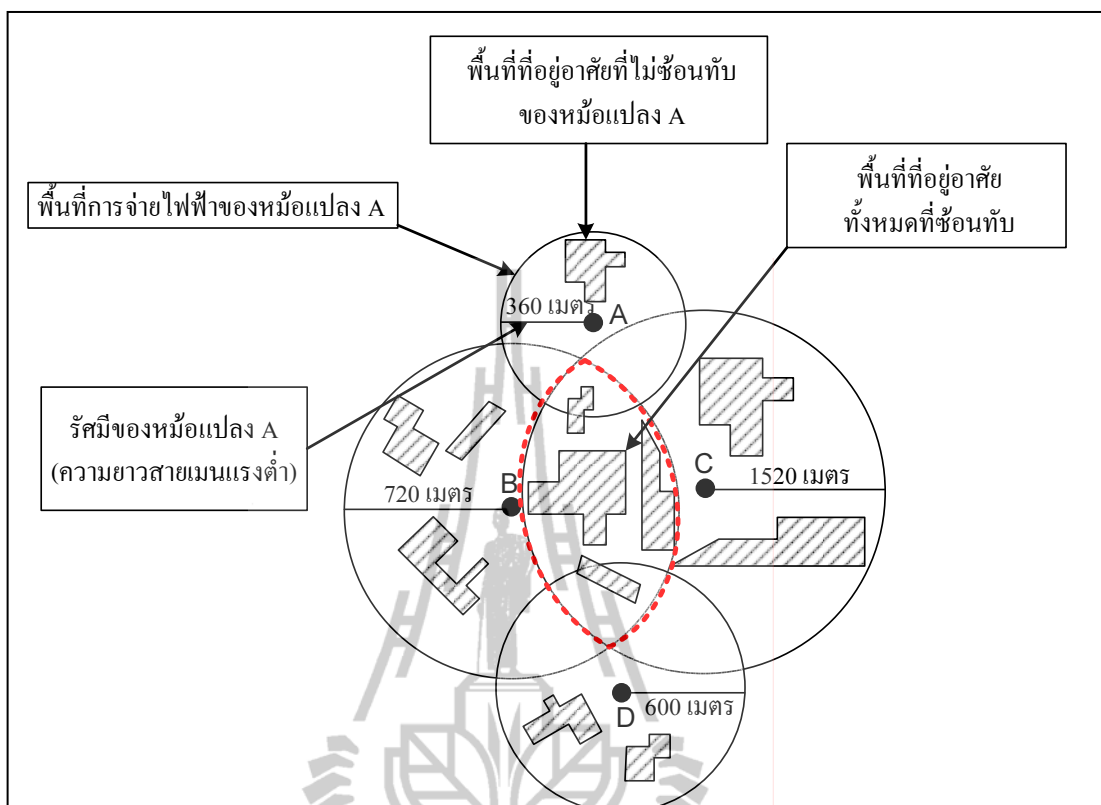 พื้นที่ที่อยู่อาศัยที่ไม่ซ้อนทับ
ของหม้อแปลง A
พื้นที่การจ่ายไฟฟ้าของหม้อแปลง A
พื้นที่ที่อยู่อาศัย
ทั้งหมดที่ซ้อนทับ
360 เมตร
A
รัศมีของหม้อแปลง A
(ความยาวสายเมนแรงต่ำ)
720 เมตร
B
C
1520 เมตร
D
600 เมตร